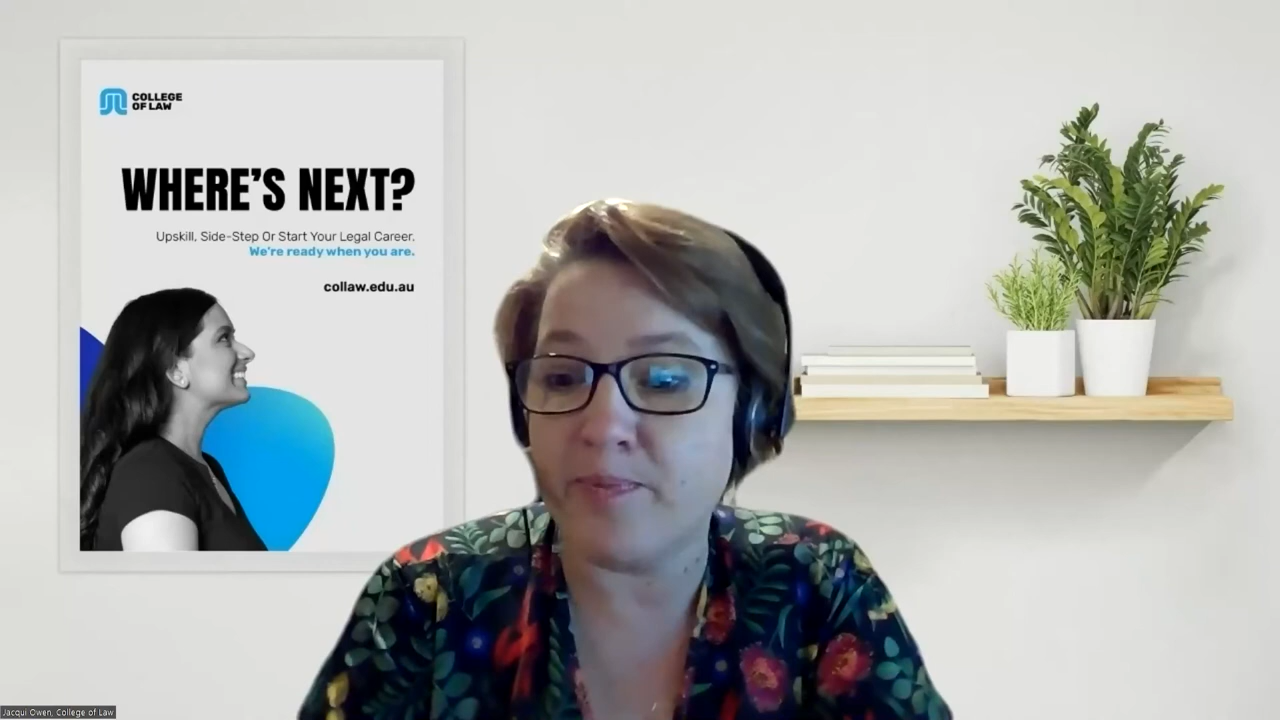 COLLEGE
OF LAW
WHERE'S NEXT?
Upskill, Side-Step Or Start Your Legal Career.
We're ready when you are.
collaw.edu.au
Jacqui Owen, College of Law